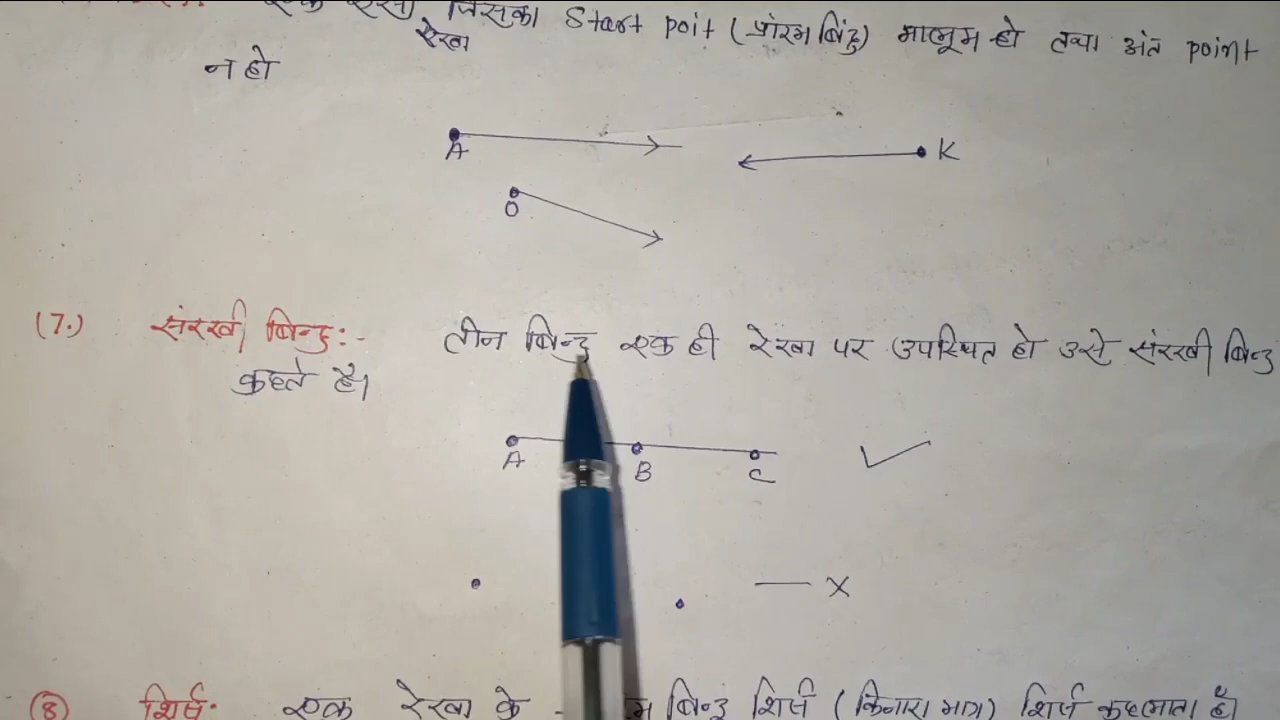 जिसका Start poit (प्रारंभ बिंदु) मालूम हो तथा अंत point
रेखा
न हो
A
K
O
(7.) संरखी बिन्दु:- तीन बिन्दु एक ही रेखा पर उपस्थित हो उसे संरखी बिन्दु
कहते है।
A B C
X
(8) शिर्ष: एक रेखा के बिन्दु शिर्ष (किनारा भाग) शिर्ष कहलाता है।